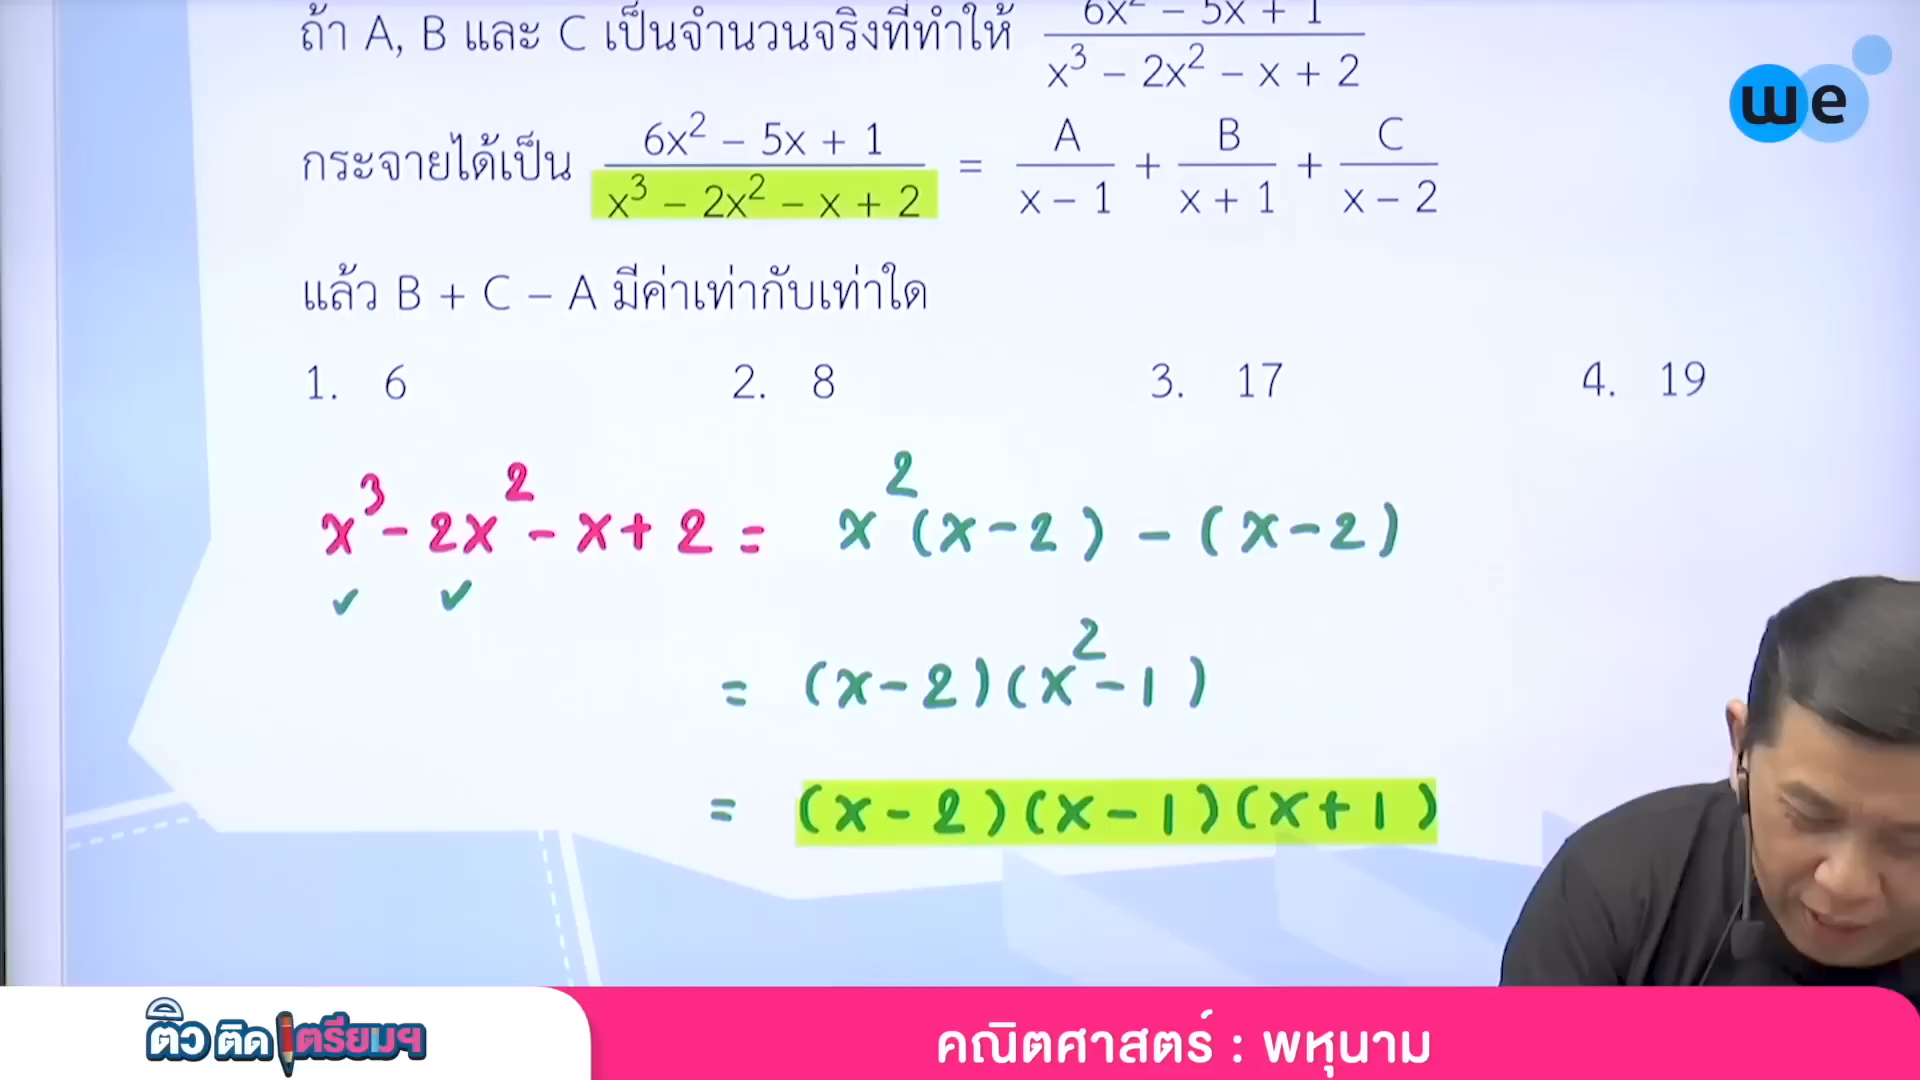 ถ้า A, B และ C เป็นจำนวนจริงที่ทำให้ (6x² − 5x + 1)/(x³ − 2x² − x + 2)
กระจายได้เป็น (6x² − 5x + 1)/(x³ − 2x² − x + 2) = A/(x − 1) + B/(x + 1) + C/(x − 2)
แล้ว B + C − A มีค่าเท่ากับเท่าใด
1. 6 2. 8 3. 17 4. 19
x³ − 2x² − x + 2 = x²(x − 2) − (x − 2)
= (x − 2)(x² − 1)
= (x − 2)(x − 1)(x + 1)
we
ติวติดเตรียมฯ
คณิตศาสตร์ : พหุนาม